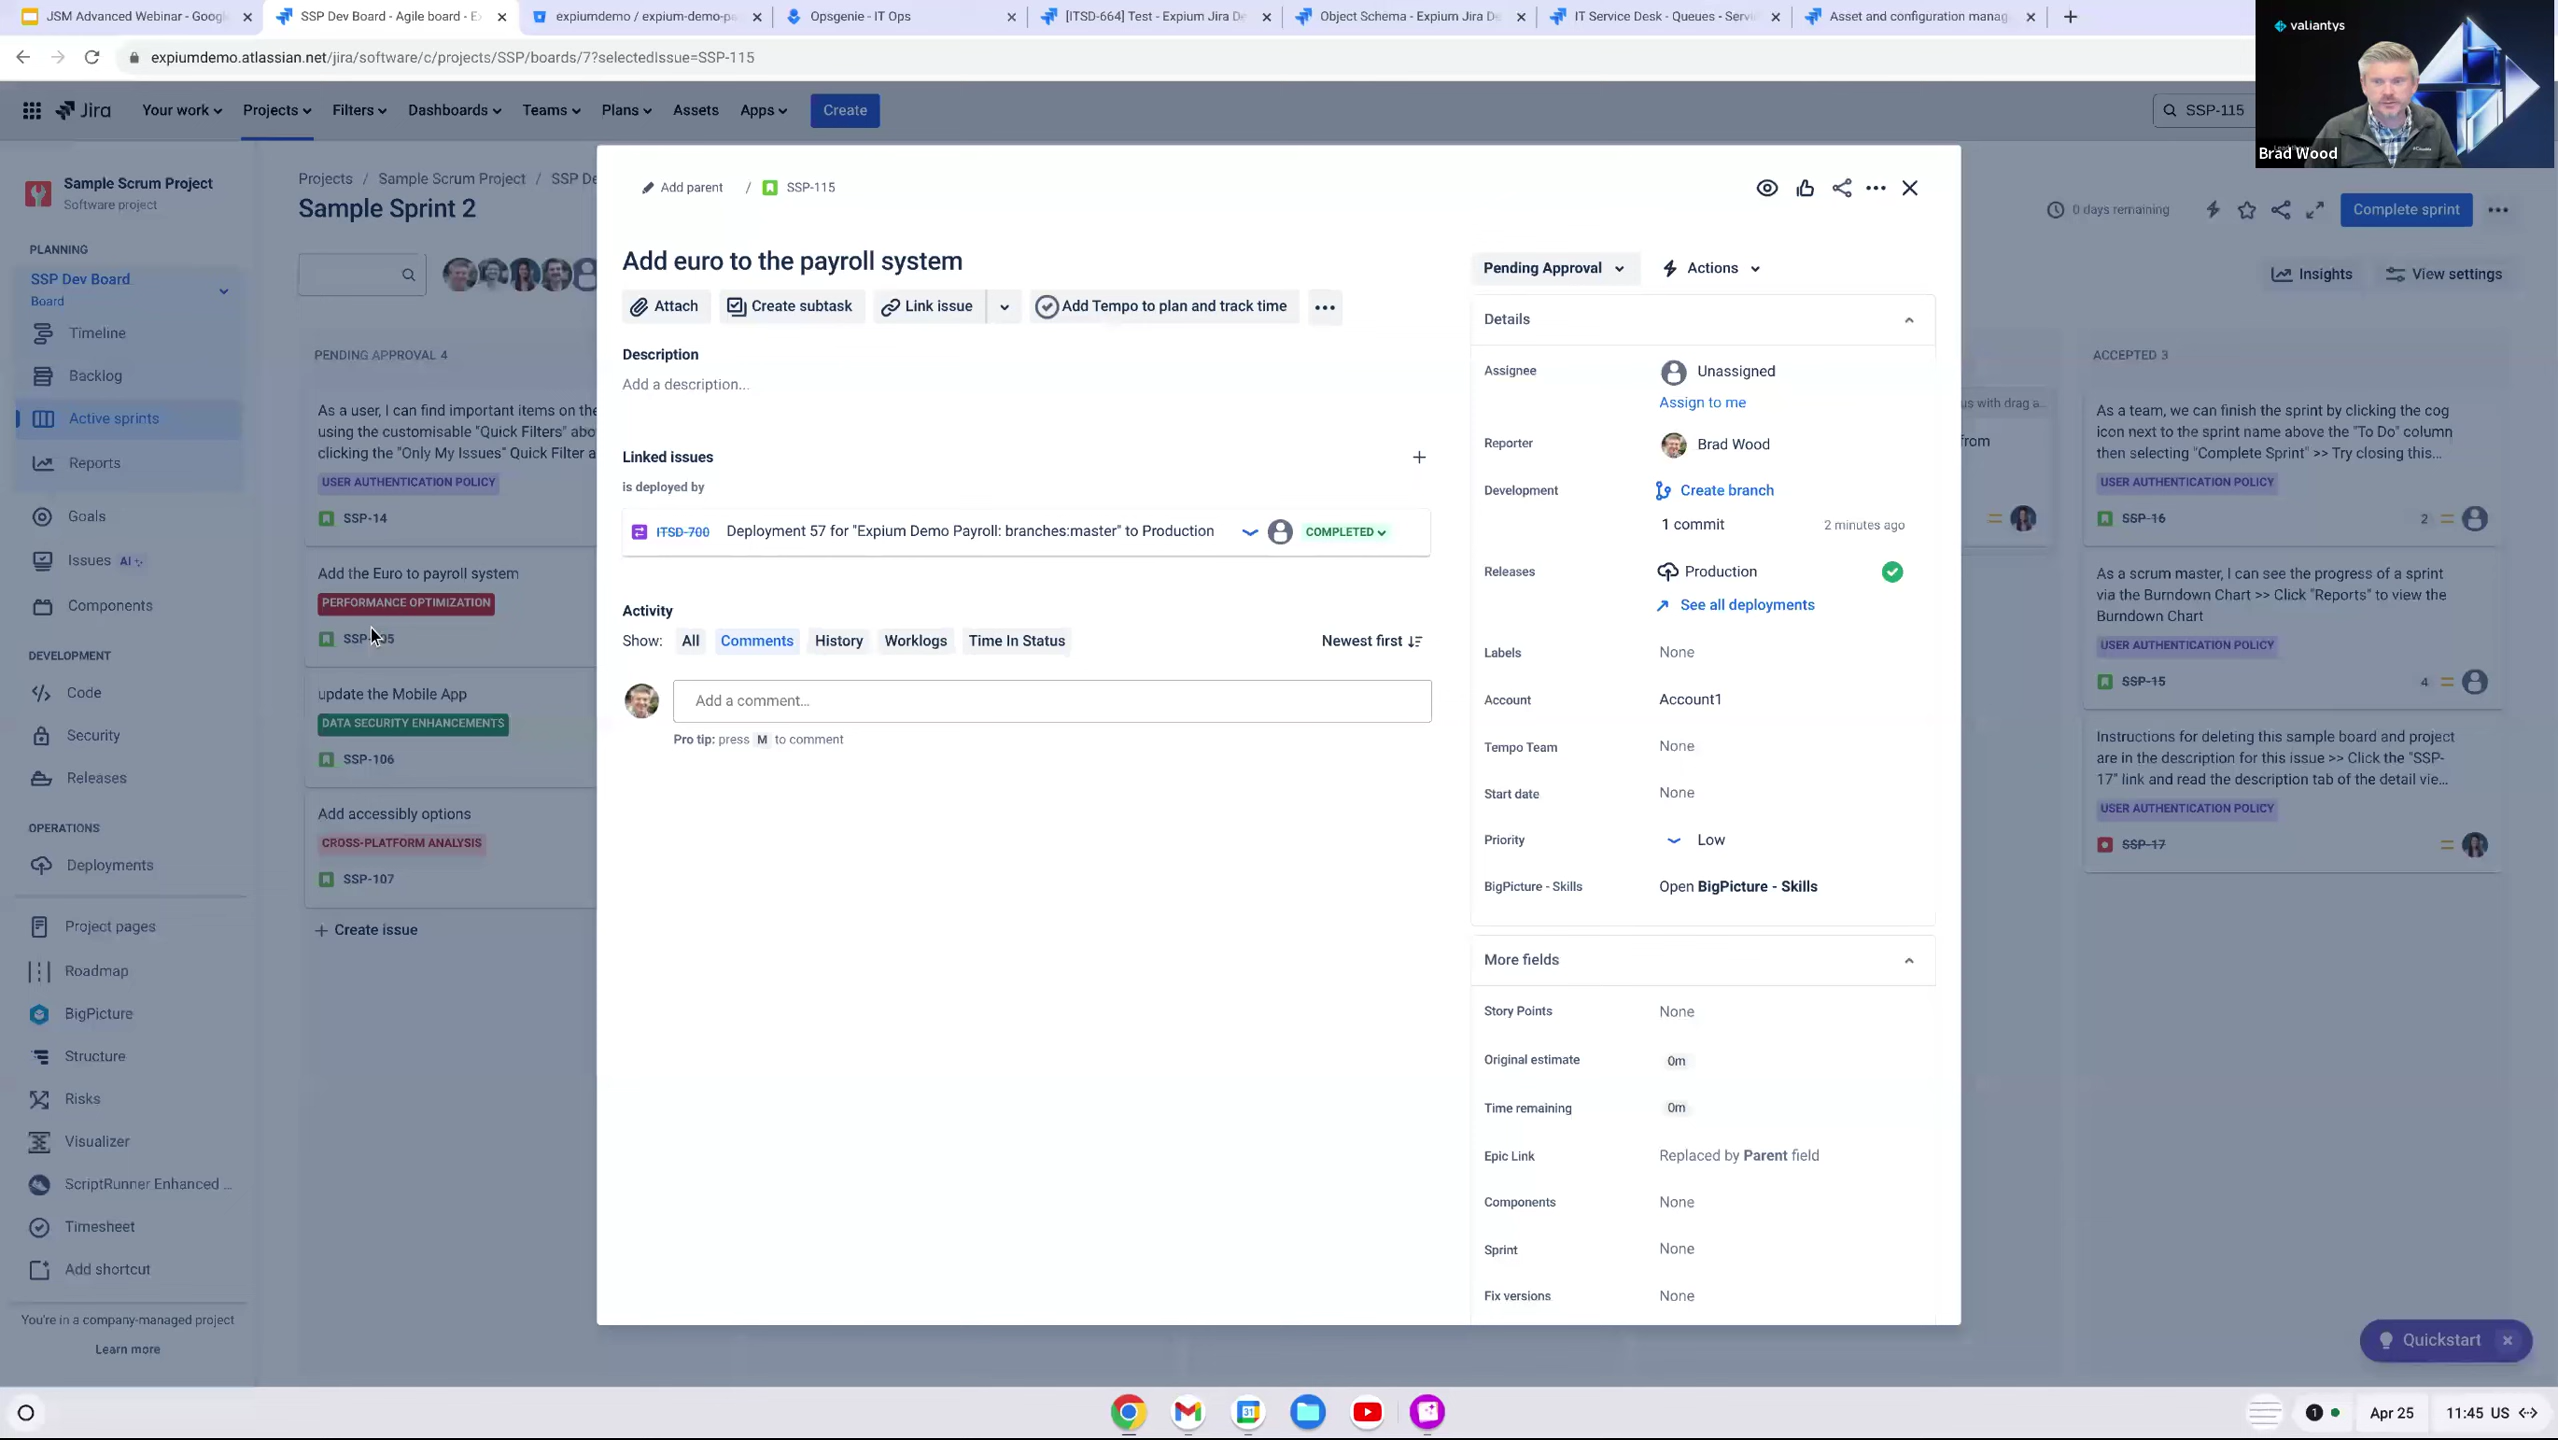 JSM Advanced Webinar - Googl
SSP Dev Board - Agile board - E
expiumdemo / expium-demo-pa
Opsgenie - IT Ops
[ITSD-664] Test - Expium Jira De
Object Schema - Expium Jira De
IT Service Desk - Queues - Servi
Asset and configuration manag
expiumdemo.atlassian.net/jira/software/c/projects/SSP/boards/7?selectedIssue=SSP-115
valiantys
Brad Wood
Jira
Your work
Projects
Filters
Dashboards
Teams
Plans
Assets
Apps
Create
SSP-115
Sample Scrum Project
Software project
PLANNING
SSP Dev Board
Board
Timeline
Backlog
Active sprints
Reports
Goals
Issues AI
Components
DEVELOPMENT
Code
Security
Releases
OPERATIONS
Deployments
Project pages
Roadmap
BigPicture
Structure
Risks
Visualizer
ScriptRunner Enhanced ...
Timesheet
Add shortcut
You're in a company-managed project
Learn more
Projects / Sample Scrum Project / SSP De
Sample Sprint 2
0 days remaining
Complete sprint
Insights
View settings
PENDING APPROVAL 4
As a user, I can find important items on the
using the customisable "Quick Filters" abo
clicking the "Only My Issues" Quick Filter a
USER AUTHENTICATION POLICY
SSP-14
Add the Euro to payroll system
PERFORMANCE OPTIMIZATION
update the Mobile App
DATA SECURITY ENHANCEMENTS
SSP-106
Add accessibly options
CROSS-PLATFORM ANALYSIS
SSP-107
+ Create issue
Add parent / SSP-115
Add euro to the payroll system
Attach
Create subtask
Link issue
Add Tempo to plan and track time
Description
Add a description...
Linked issues
is deployed by
ITSD-700 Deployment 57 for "Expium Demo Payroll: branches:master" to Production COMPLETED
Activity
Show: All Comments History Worklogs Time In Status
Newest first
Add a comment...
Pro tip: press M to comment
Pending Approval
Actions
Details
Assignee Unassigned
Assign to me
Reporter Brad Wood
Development Create branch
1 commit 2 minutes ago
Releases Production
See all deployments
Labels None
Account Account1
Tempo Team None
Start date None
Priority Low
BigPicture - Skills Open BigPicture - Skills
More fields
Story Points None
Original estimate 0m
Time remaining 0m
Epic Link Replaced by Parent field
Components None
Sprint None
Fix versions None
with drag a...
from
ACCEPTED 3
As a team, we can finish the sprint by clicking the cog
icon next to the sprint name above the "To Do" column
then selecting "Complete Sprint" >> Try closing this...
USER AUTHENTICATION POLICY
SSP-16 2
As a scrum master, I can see the progress of a sprint
via the Burndown Chart >> Click "Reports" to view the
Burndown Chart
USER AUTHENTICATION POLICY
SSP-15 4
Instructions for deleting this sample board and project
are in the description for this issue >> Click the "SSP-
17" link and read the description tab of the detail vie...
USER AUTHENTICATION POLICY
SSP-17
Quickstart
31
1
Apr 25
11:45 US